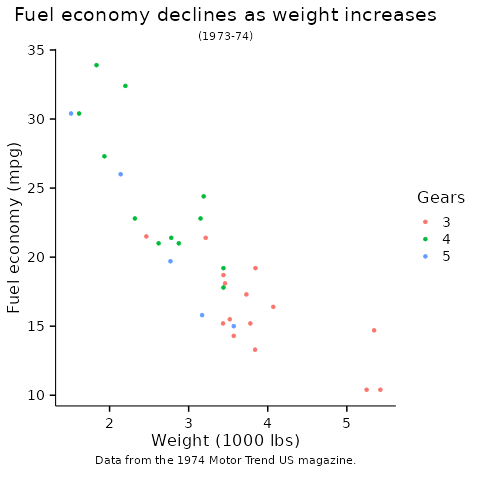 Fuel economy declines as weight increases
(1973-74)
35
30
25
20
15
10
Fuel economy (mpg)
2 3 4 5
Weight (1000 lbs)
Gears
3
4
5
Data from the 1974 Motor Trend US magazine.